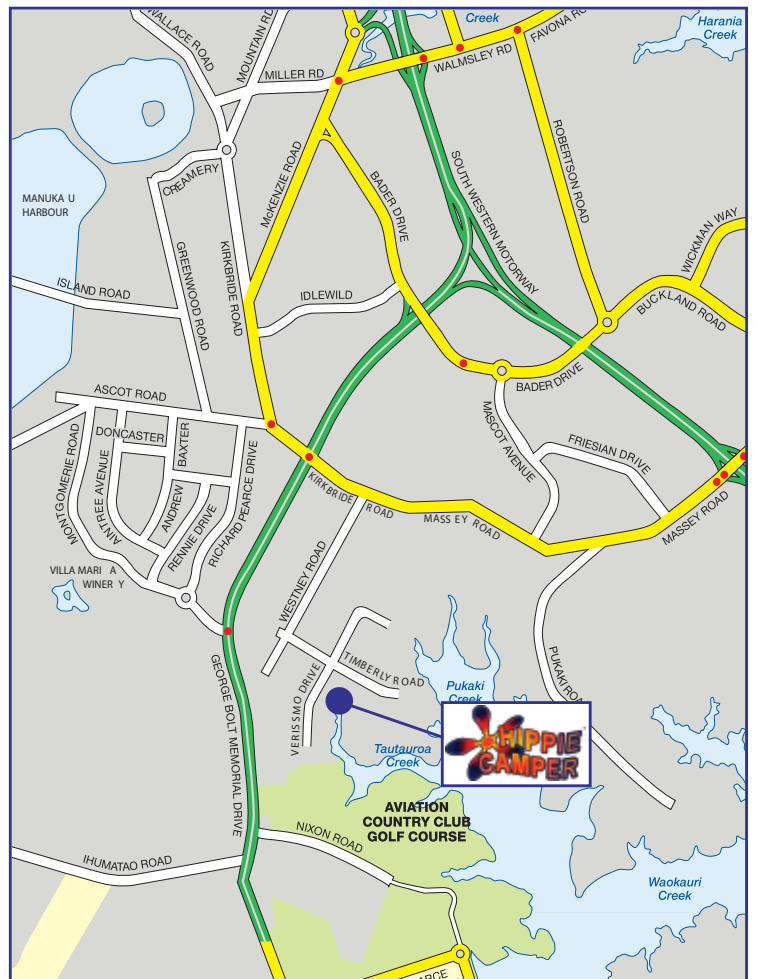 WALLACE ROAD
MOUNTAIN RD
Creek
FAVONA
Harania
Creek
MILLER RD
WALMSLEY RD
CREAMERY
McKENZIE ROAD
BADER DRIVE
SOUTH WESTERN MOTORWAY
ROBERTSON ROAD
MANUKA U
HARBOUR
WICKMAN WAY
ISLAND ROAD
GREENWOOD ROAD
KIRKBRIDE ROAD
IDLEWILD
BUCKLAND ROAD
BADER DRIVE
ASCOT ROAD
DONCASTER
BAXTER
MASCOT AVENUE
FRIESIAN DRIVE
MONTGOMERIE ROAD
AINTREE AVENUE
ANDREW
RENNIE DRIVE
RICHARD PEARCE DRIVE
KIRKBRIDE ROAD
MASS EY ROAD
MASSEY ROAD
VILLA MARI A
WINER Y
WESTNEY ROAD
TIMBERLY ROAD
VERISSMO DRIVE
GEORGE BOLT MEMORIAL DRIVE
PUKAKI
Pukaki
Creek
HIPPIE
CAMPER
Tautauroa
Creek
AVIATION
COUNTRY CLUB
GOLF COURSE
NIXON ROAD
IHUMATAO ROAD
Waokauri
Creek